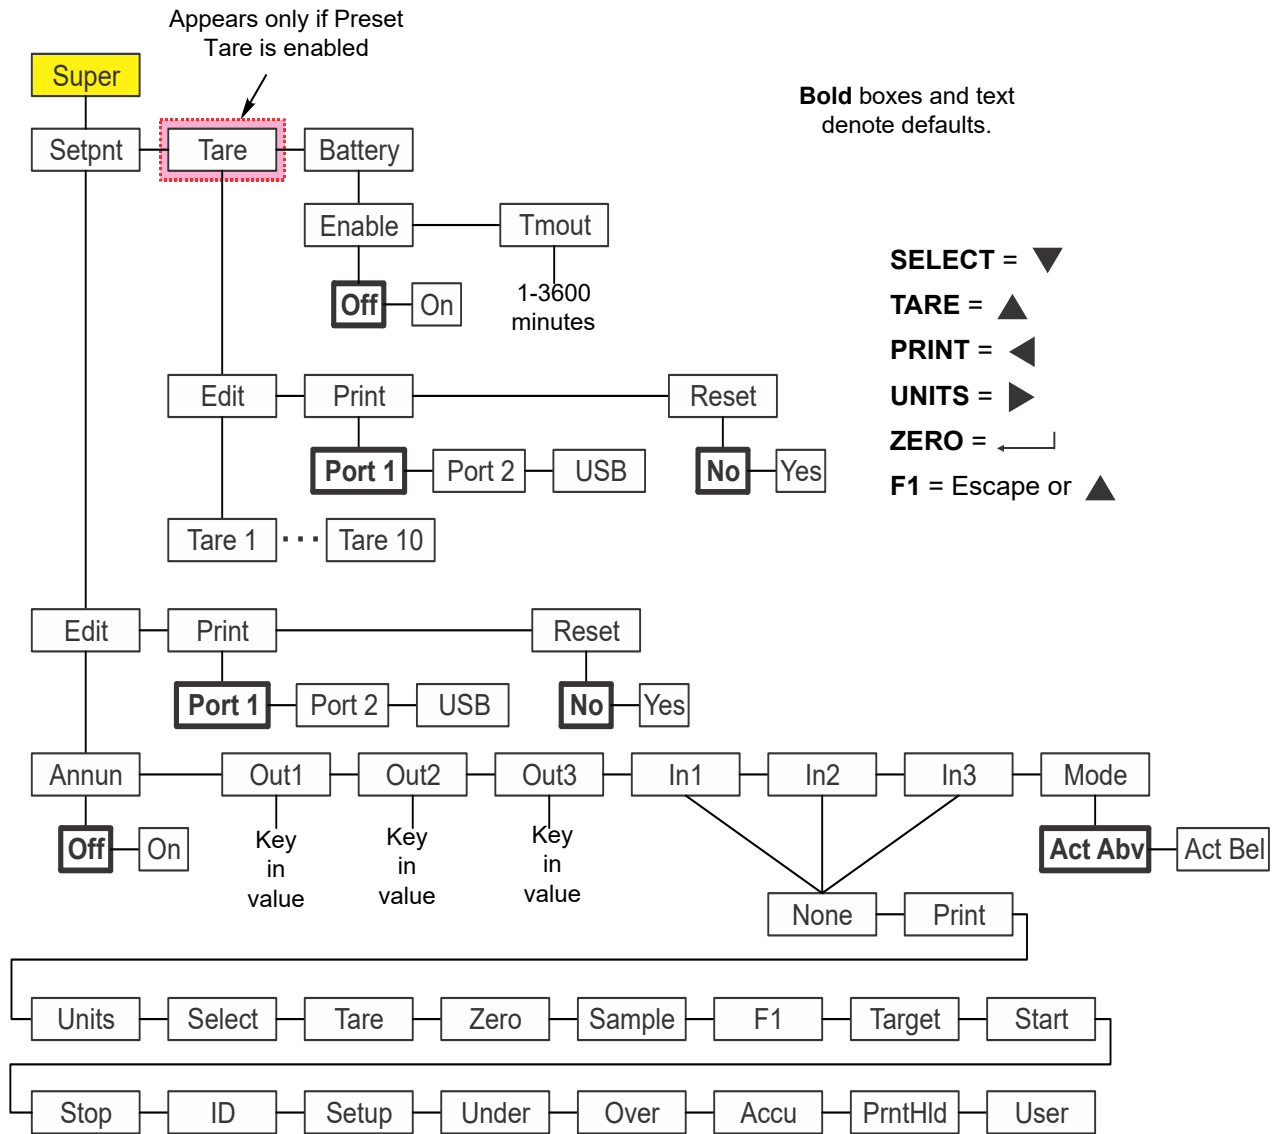 Appears only if Preset
Tare is enabled
Super
Bold boxes and text
denote defaults.
Setpnt
Tare
Battery
Enable
Tmout
Off
On
1-3600
minutes
SELECT =
TARE =
PRINT =
UNITS =
ZERO =
F1 = Escape or
Edit
Print
Reset
Port 1
Port 2
USB
No
Yes
Tare 1
...
Tare 10
Edit
Print
Reset
Port 1
Port 2
USB
No
Yes
Annun
Out1
Out2
Out3
In1
In2
In3
Mode
Off
On
Key
in
value
Key
in
value
Key
in
value
Act Abv
Act Bel
None
Print
Units
Select
Tare
Zero
Sample
F1
Target
Start
Stop
ID
Setup
Under
Over
Accu
PrntHld
User